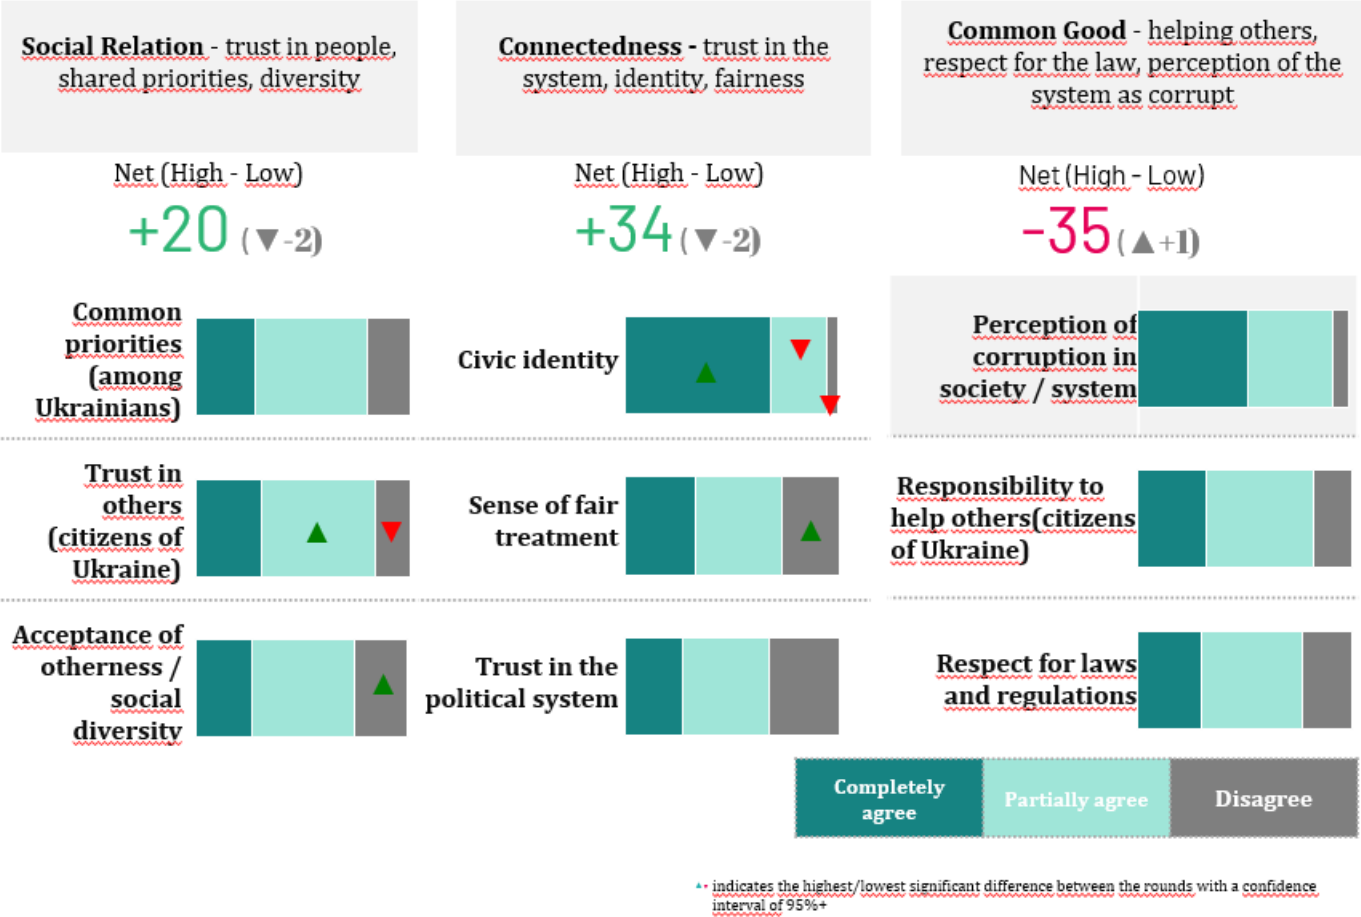 Social Relation - trust in people,
shared priorities, diversity
Net (High - Low)
+20 (▼-2)
Common
priorities
(among
Ukrainians)
Trust in
others
(citizens of
Ukraine)
Acceptance of
otherness /
social
diversity
Connectedness - trust in the
system, identity, fairness
Net (High - Low)
+34 (▼-2)
Civic identity
Sense of fair
treatment
Trust in the
political system
Common Good - helping others,
respect for the law, perception of the
system as corrupt
Net (High - Low)
-35 (▲+1)
Perception of
corruption in
society / system
Responsibility to
help others(citizens
of Ukraine)
Respect for laws
and regulations
Completely
agree
Partially agree
Disagree
indicates the highest/lowest significant difference between the rounds with a confidence
interval of 95%+